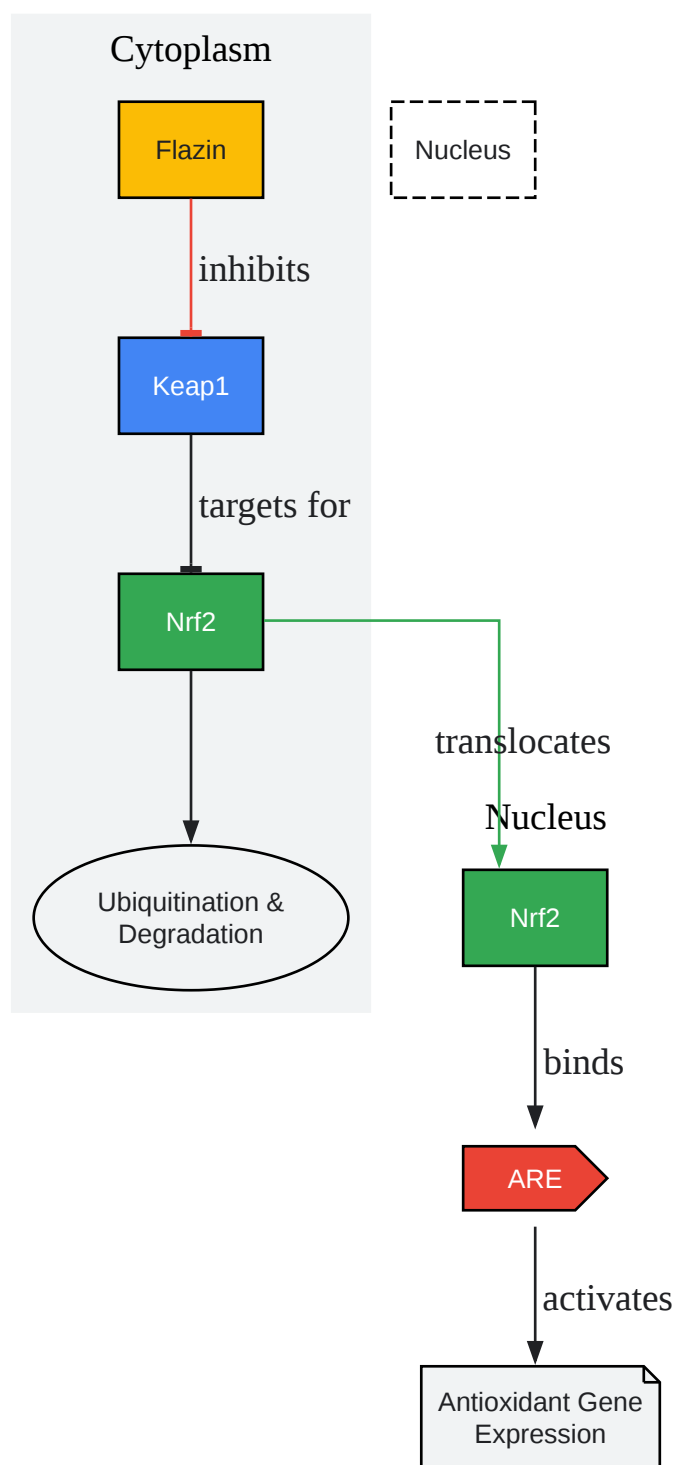 Cytoplasm
Flazin
Nucleus
inhibits
Keap1
targets for
Nrf2
translocates
Nucleus
Ubiquitination &
Degradation
Nrf2
binds
ARE
activates
Antioxidant Gene
Expression